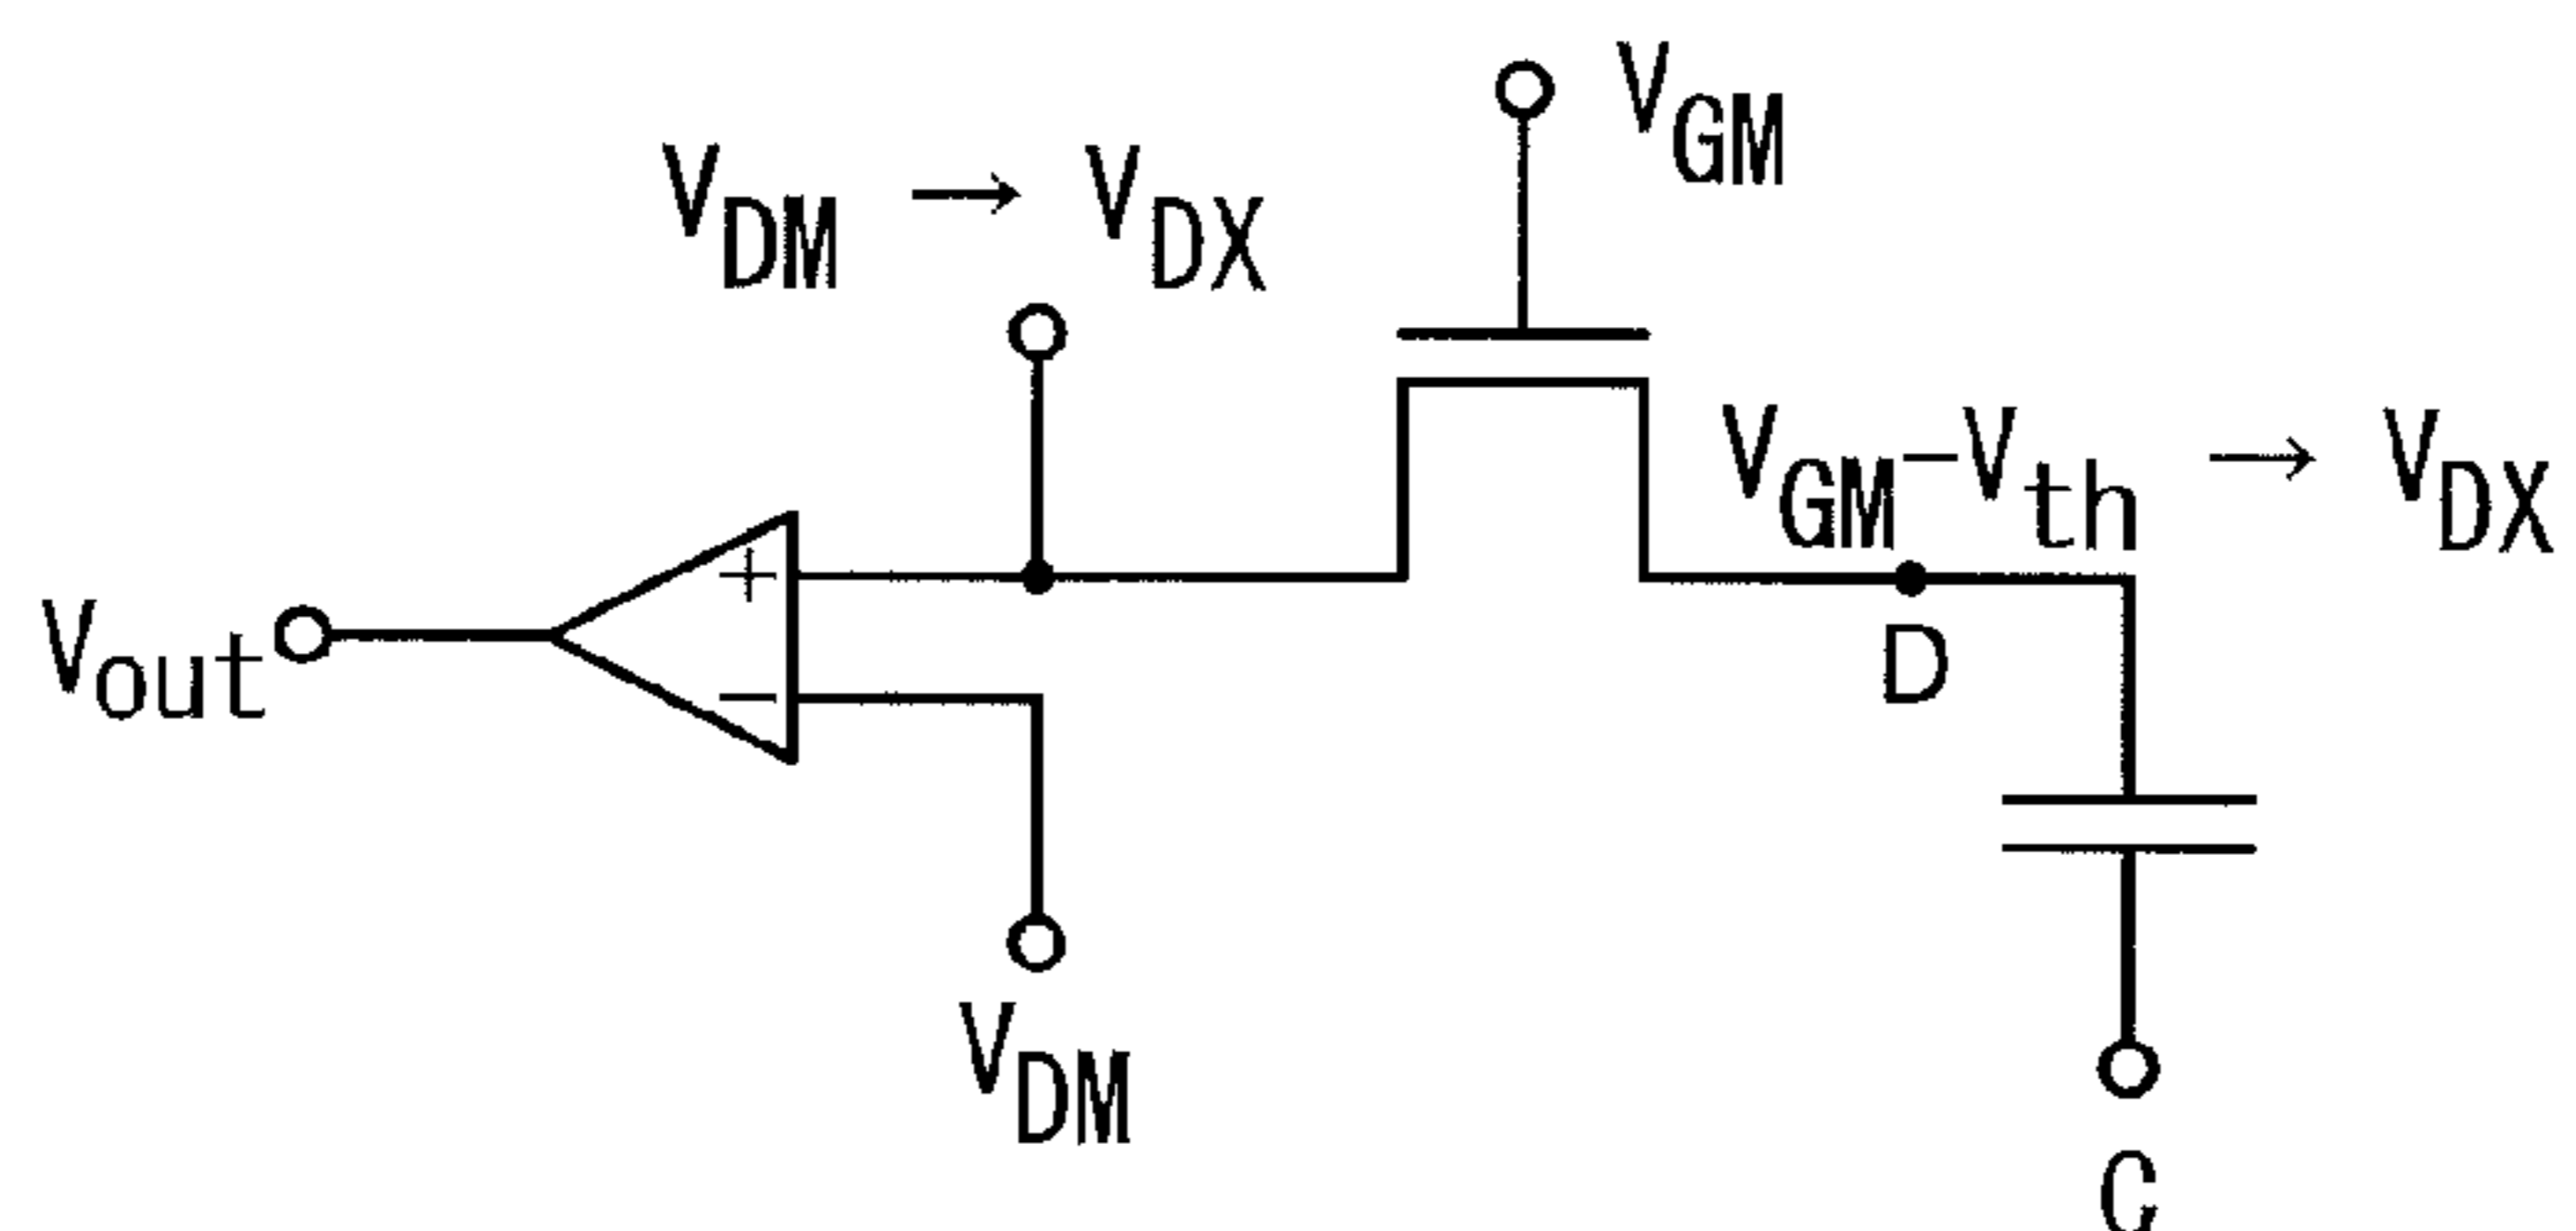 V_GM
V_DM → V_DX
V_GM-V_th → V_DX
+
V_out
D
−
V_DM
C